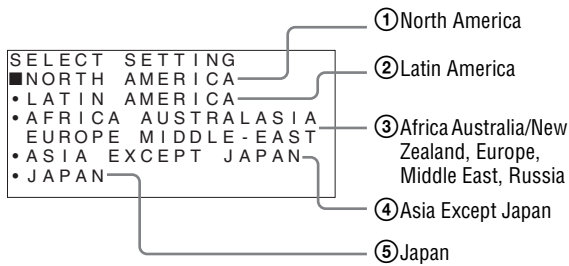 SELECT SETTING
■NORTH AMERICA
•LATIN AMERICA
•AFRICA AUSTRALASIA
EUROPE MIDDLE-EAST
•ASIA EXCEPT JAPAN
•JAPAN
①North America
②Latin America
③Africa Australia/New
Zealand, Europe,
Middle East, Russia
④Asia Except Japan
⑤Japan